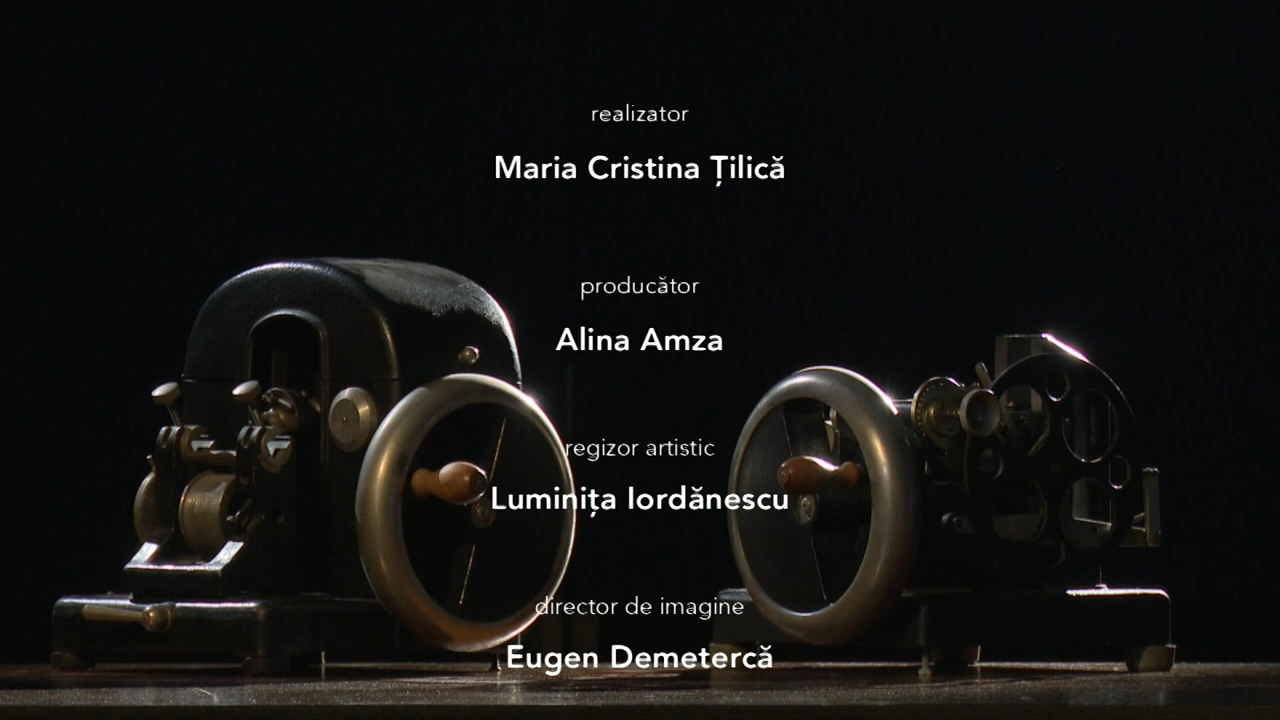 realizator
Maria Cristina Țilică
producător
Alina Amza
regizor artistic
Luminița Iordănescu
director de imagine
Eugen Demetercă